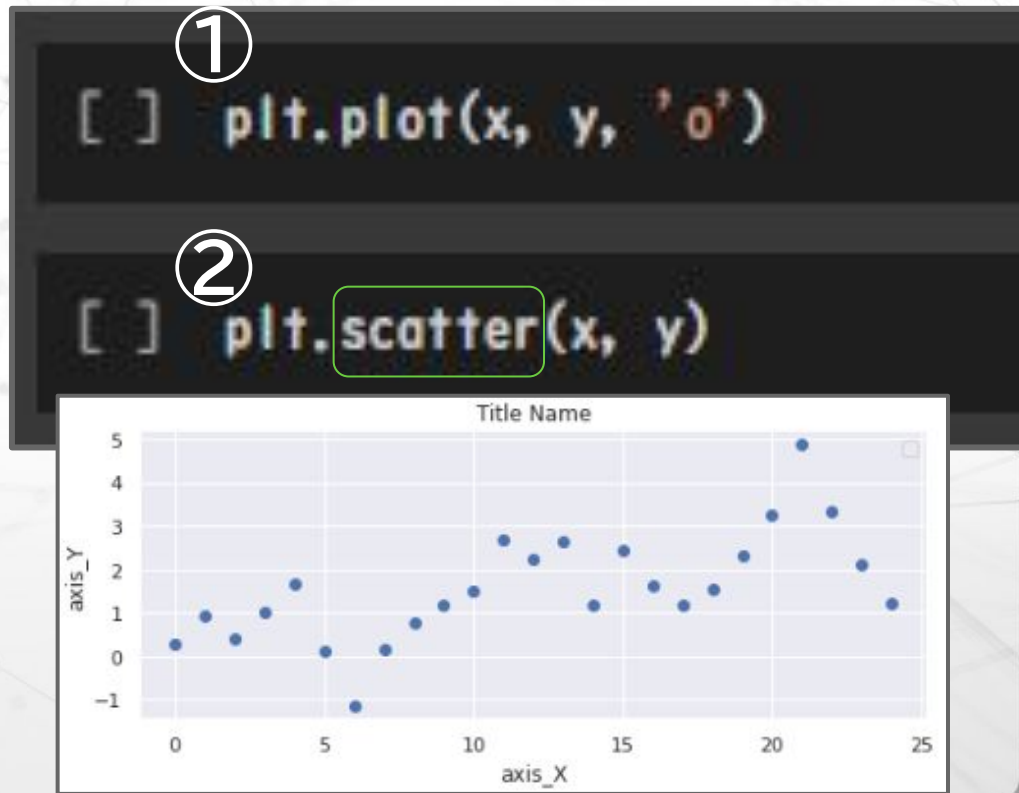 ①
[ ] plt.plot(x, y, 'o')
②
[ ] plt.scatter(x, y)
Title Name
5
4
3
2
1
0
−1
axis_Y
0 5 10 15 20 25
axis_X